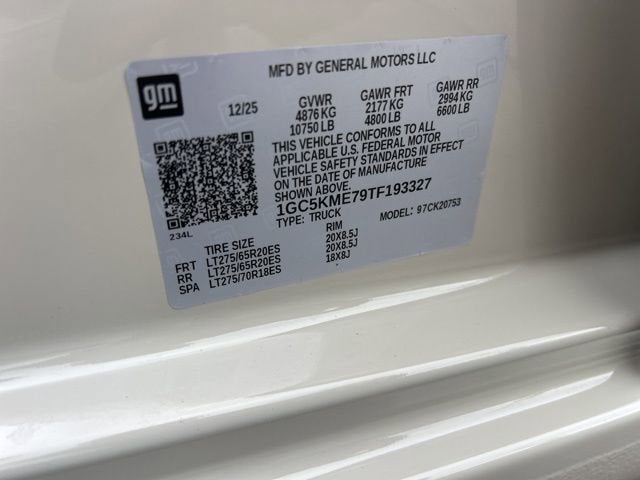 MFD BY GENERAL MOTORS LLC
gm
12/25 GVWR GAWR FRT GAWR RR
4876 KG 2177 KG 2994 KG
10750 LB 4800 LB 6600 LB
THIS VEHICLE CONFORMS TO ALL
APPLICABLE U.S. FEDERAL MOTOR
VEHICLE SAFETY STANDARDS IN EFFECT
ON THE DATE OF MANUFACTURE
SHOWN ABOVE.
1GC5KME79TF193327
TYPE: TRUCK MODEL: 97CK20753
234L
TIRE SIZE RIM
FRT LT275/65R20ES 20X8.5J
RR LT275/65R20ES 20X8.5J
SPA LT275/70R18ES 18X8J